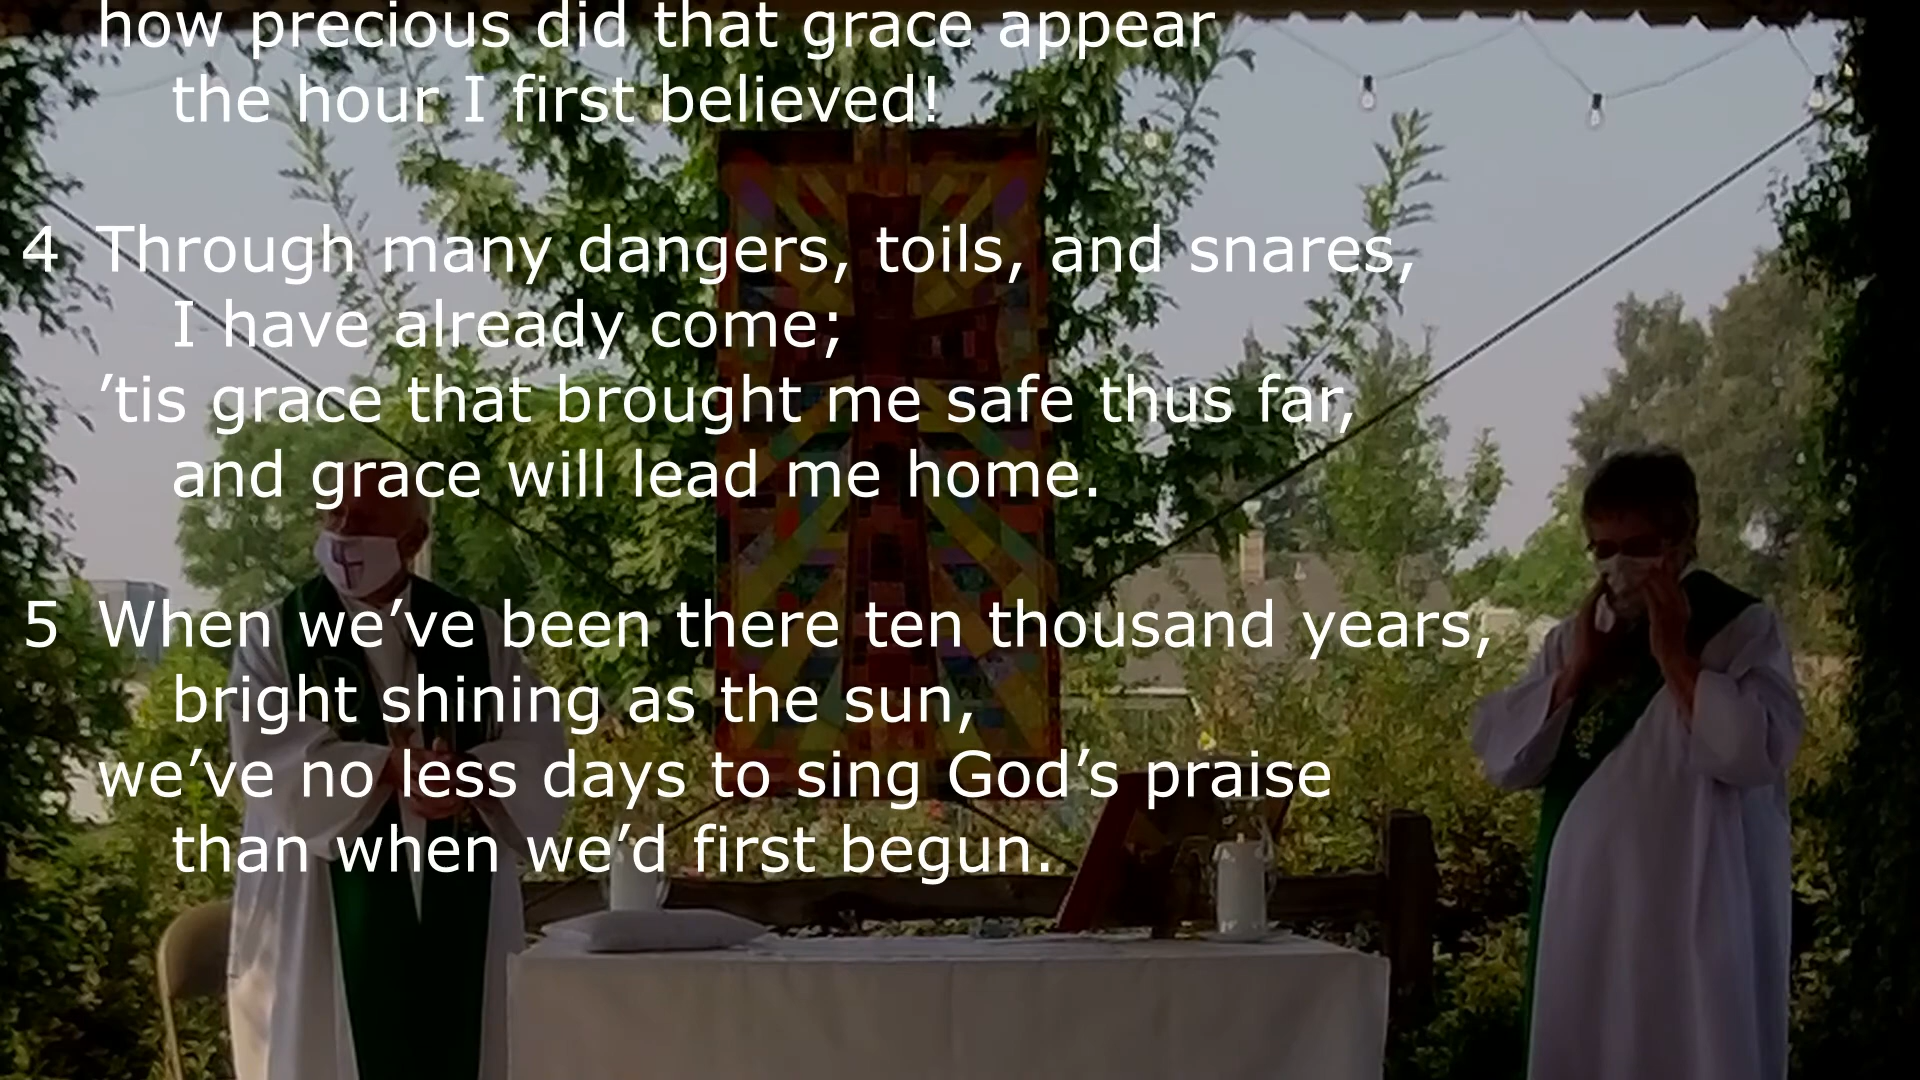 how precious did that grace appear
the hour I first believed!
4 Through many dangers, toils, and snares,
I have already come;
’tis grace that brought me safe thus far,
and grace will lead me home.
5 When we’ve been there ten thousand years,
bright shining as the sun,
we’ve no less days to sing God’s praise
than when we’d first begun.